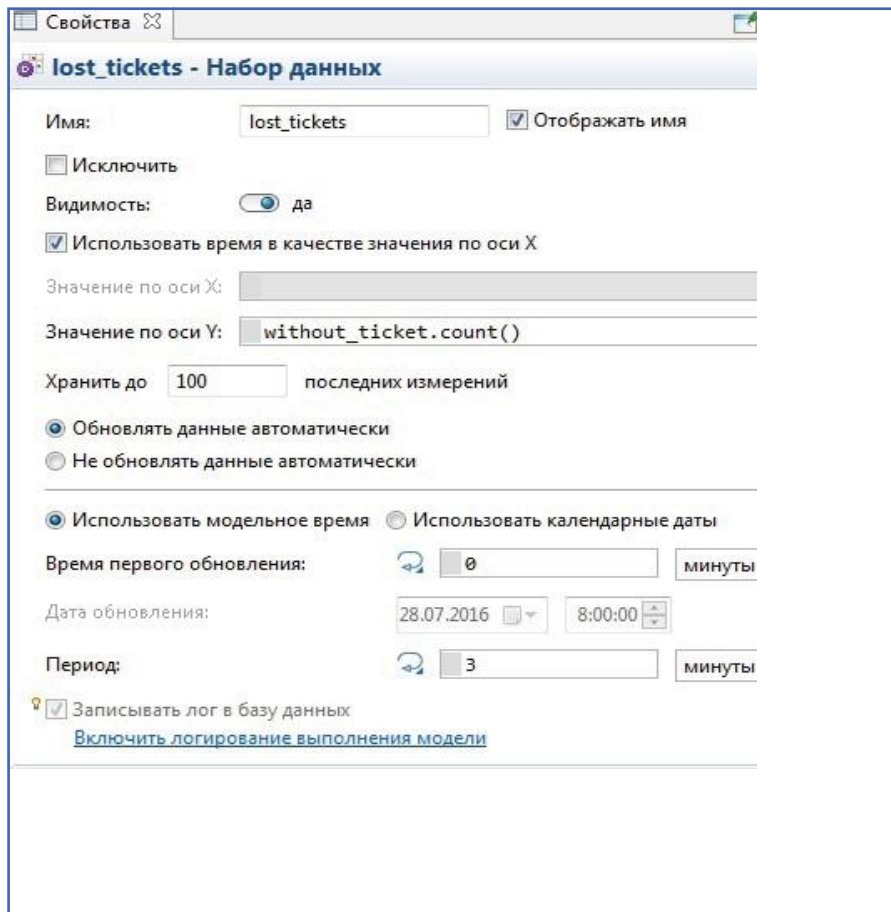 Свойства
lost_tickets - Набор данных
Имя: lost_tickets Отображать имя
Исключить
Видимость: да
Использовать время в качестве значения по оси X
Значение по оси X:
Значение по оси Y: without_ticket.count()
Хранить до 100 последних измерений
Обновлять данные автоматически
Не обновлять данные автоматически
Использовать модельное время Использовать календарные даты
Время первого обновления: 0 минуты
Дата обновления: 28.07.2016 8:00:00
Период: 3 минуты
Записывать лог в базу данных
Включить логирование выполнения модели